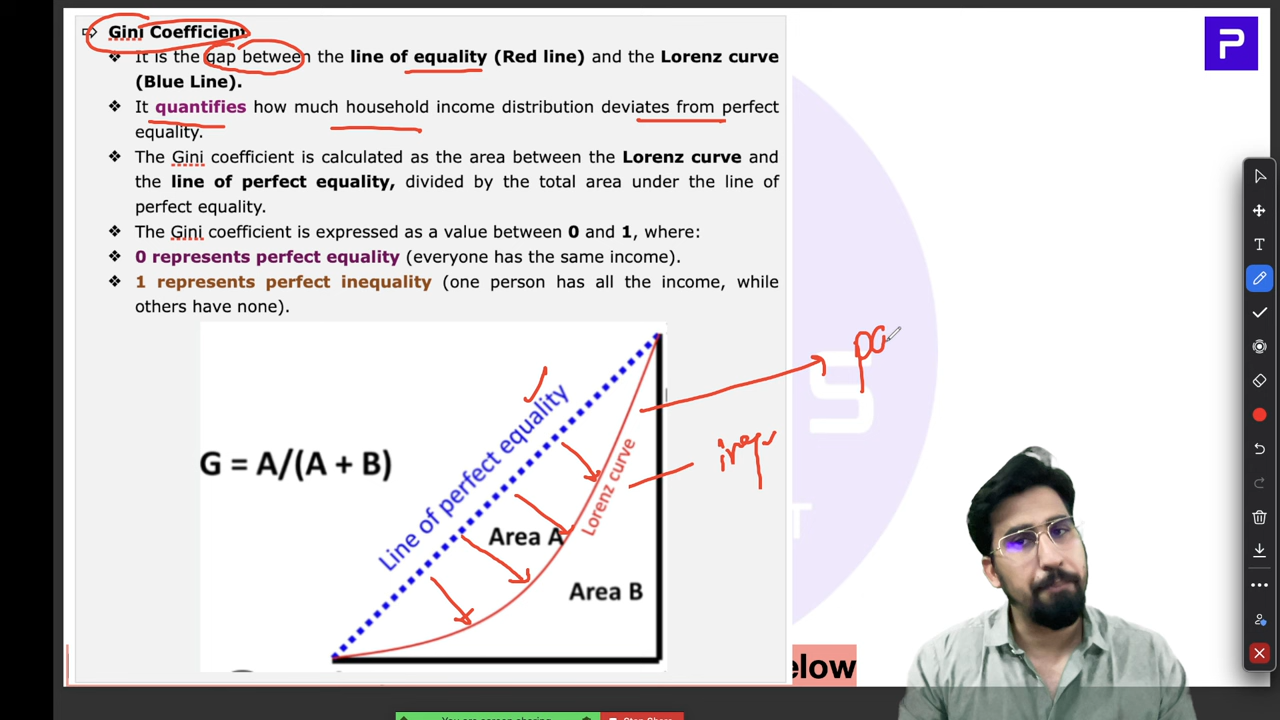 ⇨ Gini Coefficient
❖ It is the gap between the line of equality (Red line) and the Lorenz curve
(Blue Line).
❖ It quantifies how much household income distribution deviates from perfect
equality.
❖ The Gini coefficient is calculated as the area between the Lorenz curve and
the line of perfect equality, divided by the total area under the line of
perfect equality.
❖ The Gini coefficient is expressed as a value between 0 and 1, where:
❖ 0 represents perfect equality (everyone has the same income).
❖ 1 represents perfect inequality (one person has all the income, while
others have none).
G = A/(A + B)
Line of perfect equality
Lorenz curve
Area A
Area B
P
T
elow